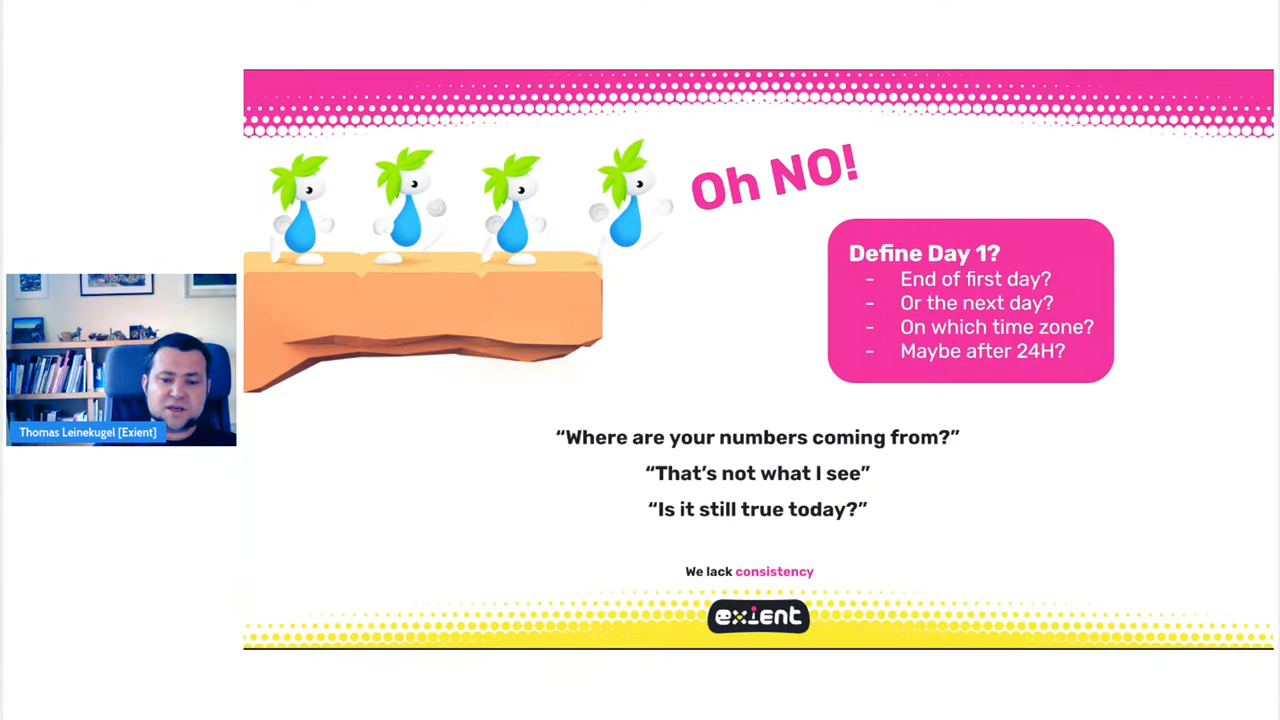 Oh NO!
Define Day 1?
- End of first day?
- Or the next day?
- On which time zone?
- Maybe after 24H?
Thomas Leinekugel [Exient]
“Where are your numbers coming from?”
“That’s not what I see”
“Is it still true today?”
We lack consistency
exient